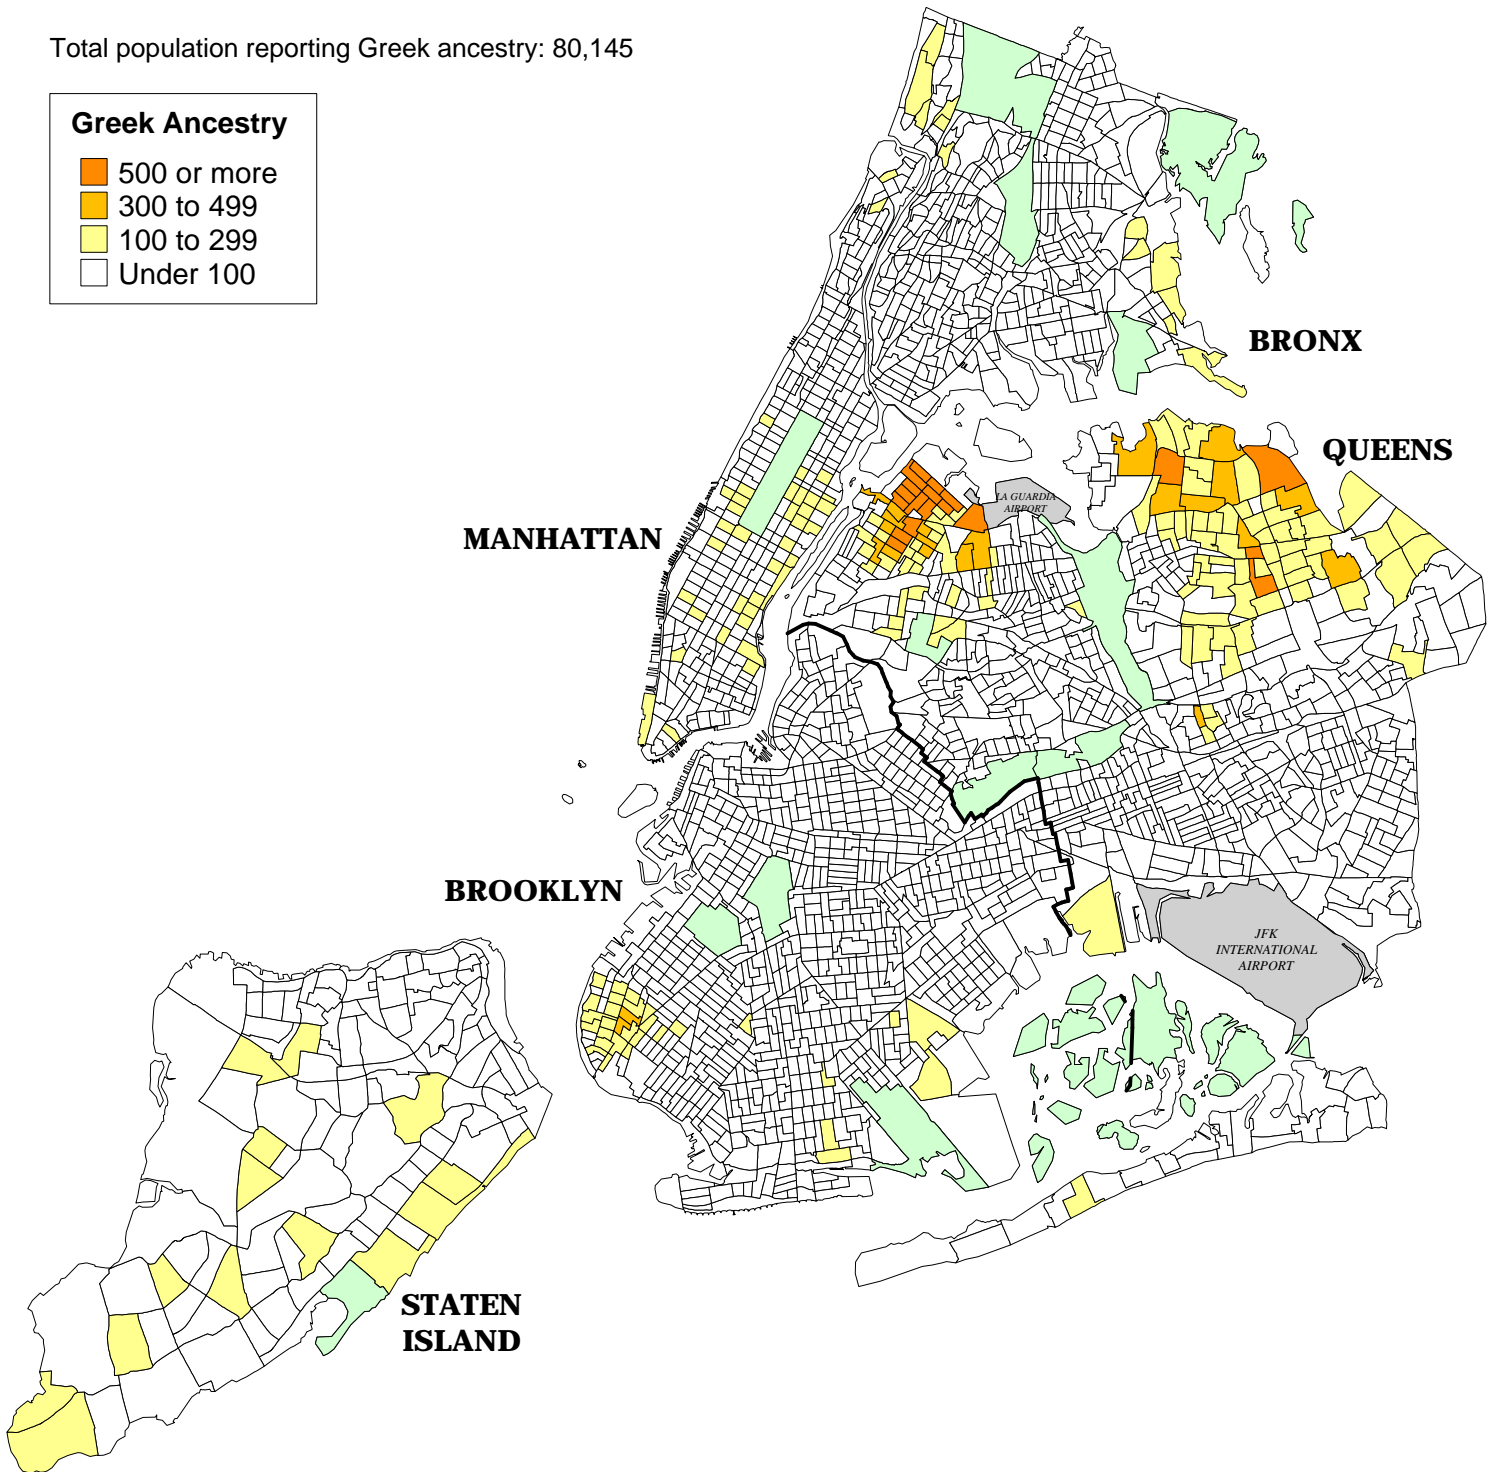 Total population reporting Greek ancestry: 80,145
Greek Ancestry
500 or more
300 to 499
100 to 299
Under 100
BRONX
QUEENS
LA GUARDIA
AIRPORT
MANHATTAN
BROOKLYN
JFK
INTERNATIONAL
AIRPORT
STATEN
ISLAND